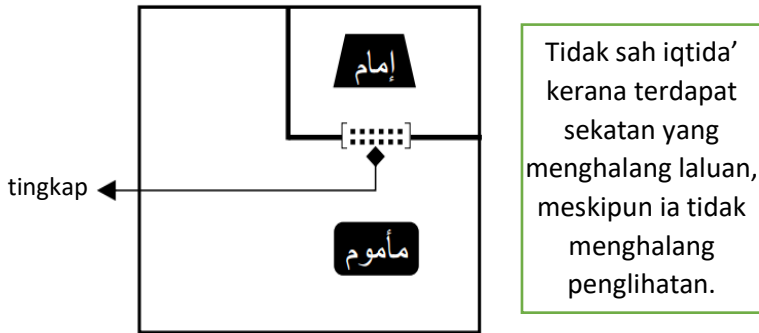 إمام
tingkap
مأموم
Tidak sah iqtida’
kerana terdapat
sekatan yang
menghalang laluan,
meskipun ia tidak
menghalang
penglihatan.